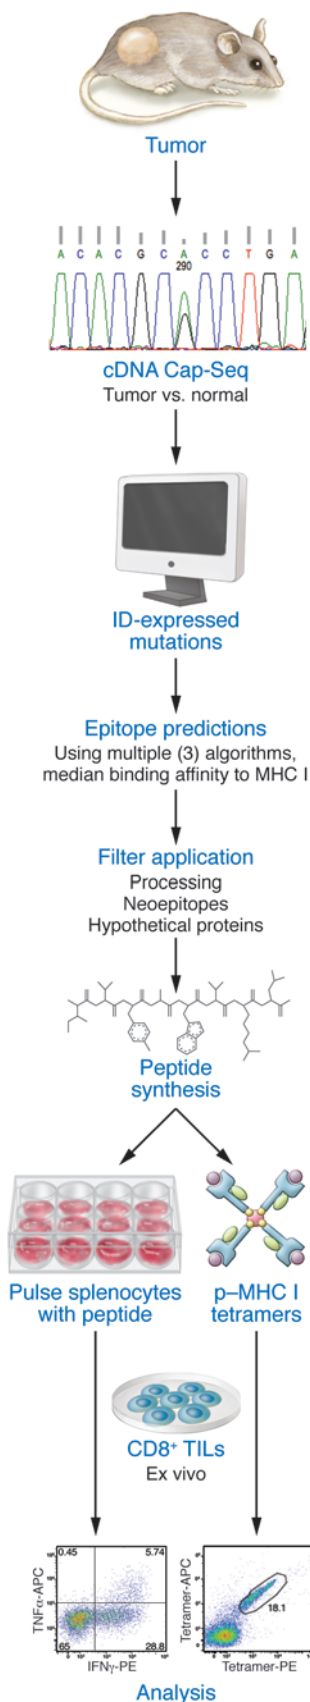 Tumor
A C A C G C A C C T G A
290
cDNA Cap-Seq
Tumor vs. normal
ID-expressed
mutations
Epitope predictions
Using multiple (3) algorithms,
median binding affinity to MHC I
Filter application
Processing
Neoepitopes
Hypothetical proteins
Peptide
synthesis
Pulse splenocytes
with peptide
p–MHC I
tetramers
CD8+ TILs
Ex vivo
TNFα-APC
0.45
5.74
65
28.8
IFNγ-PE
Tetramer-APC
18.1
Tetramer-PE
Analysis